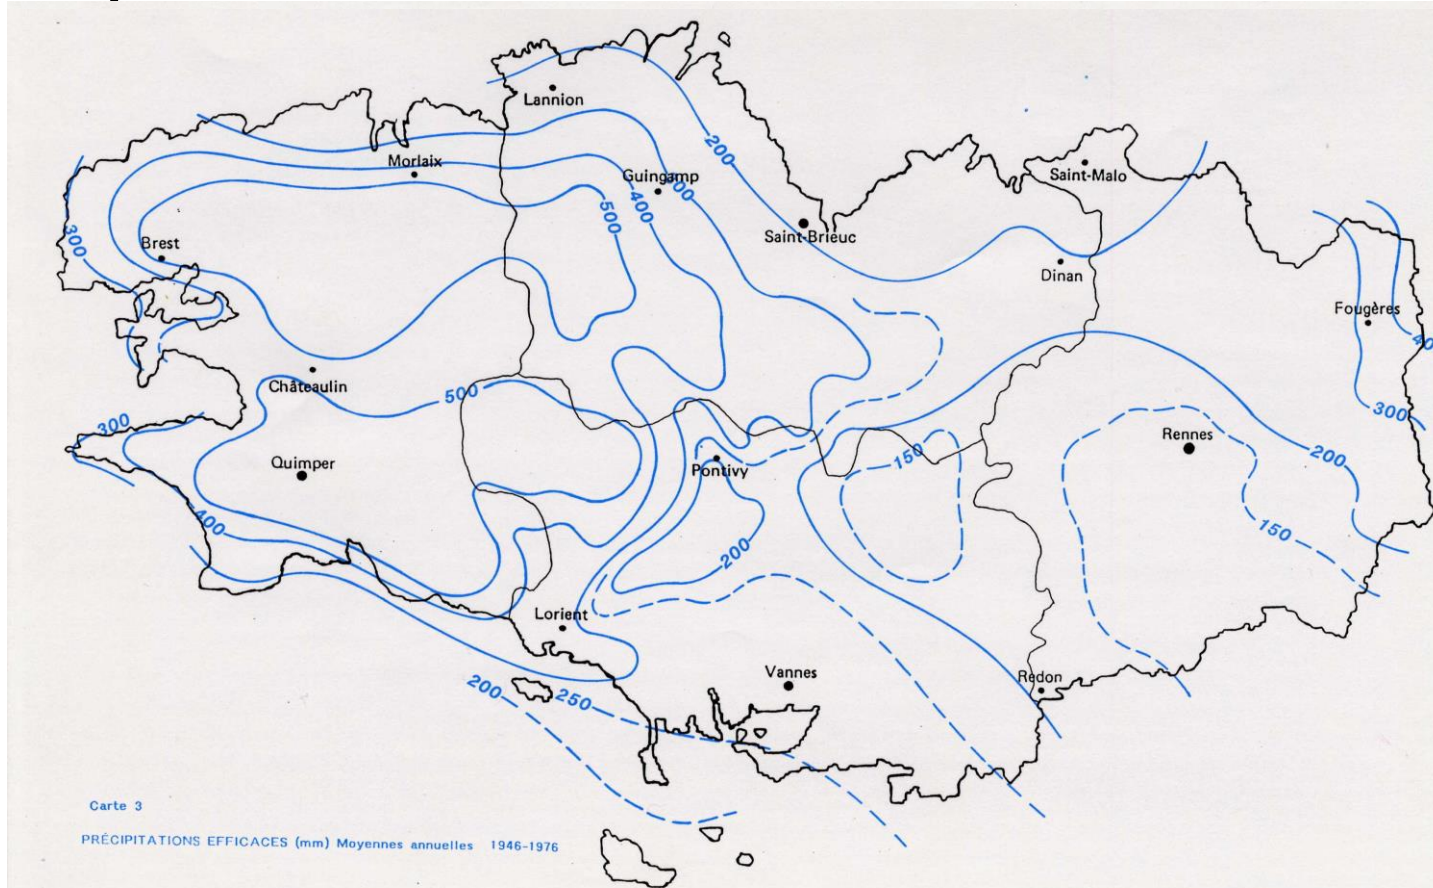 Lannion
Morlaix
200
Guingamp
300
400
500
Saint-Malo
Saint-Brieuc
300
Brest
Dinan
Fougères
40
Châteaulin
500
300
300
Rennes
Quimper
Pontivy
150
200
400
150
200
Lorient
Vannes
Redon
200
250
Carte 3
PRÉCIPITATIONS EFFICACES (mm) Moyennes annuelles 1946-1976